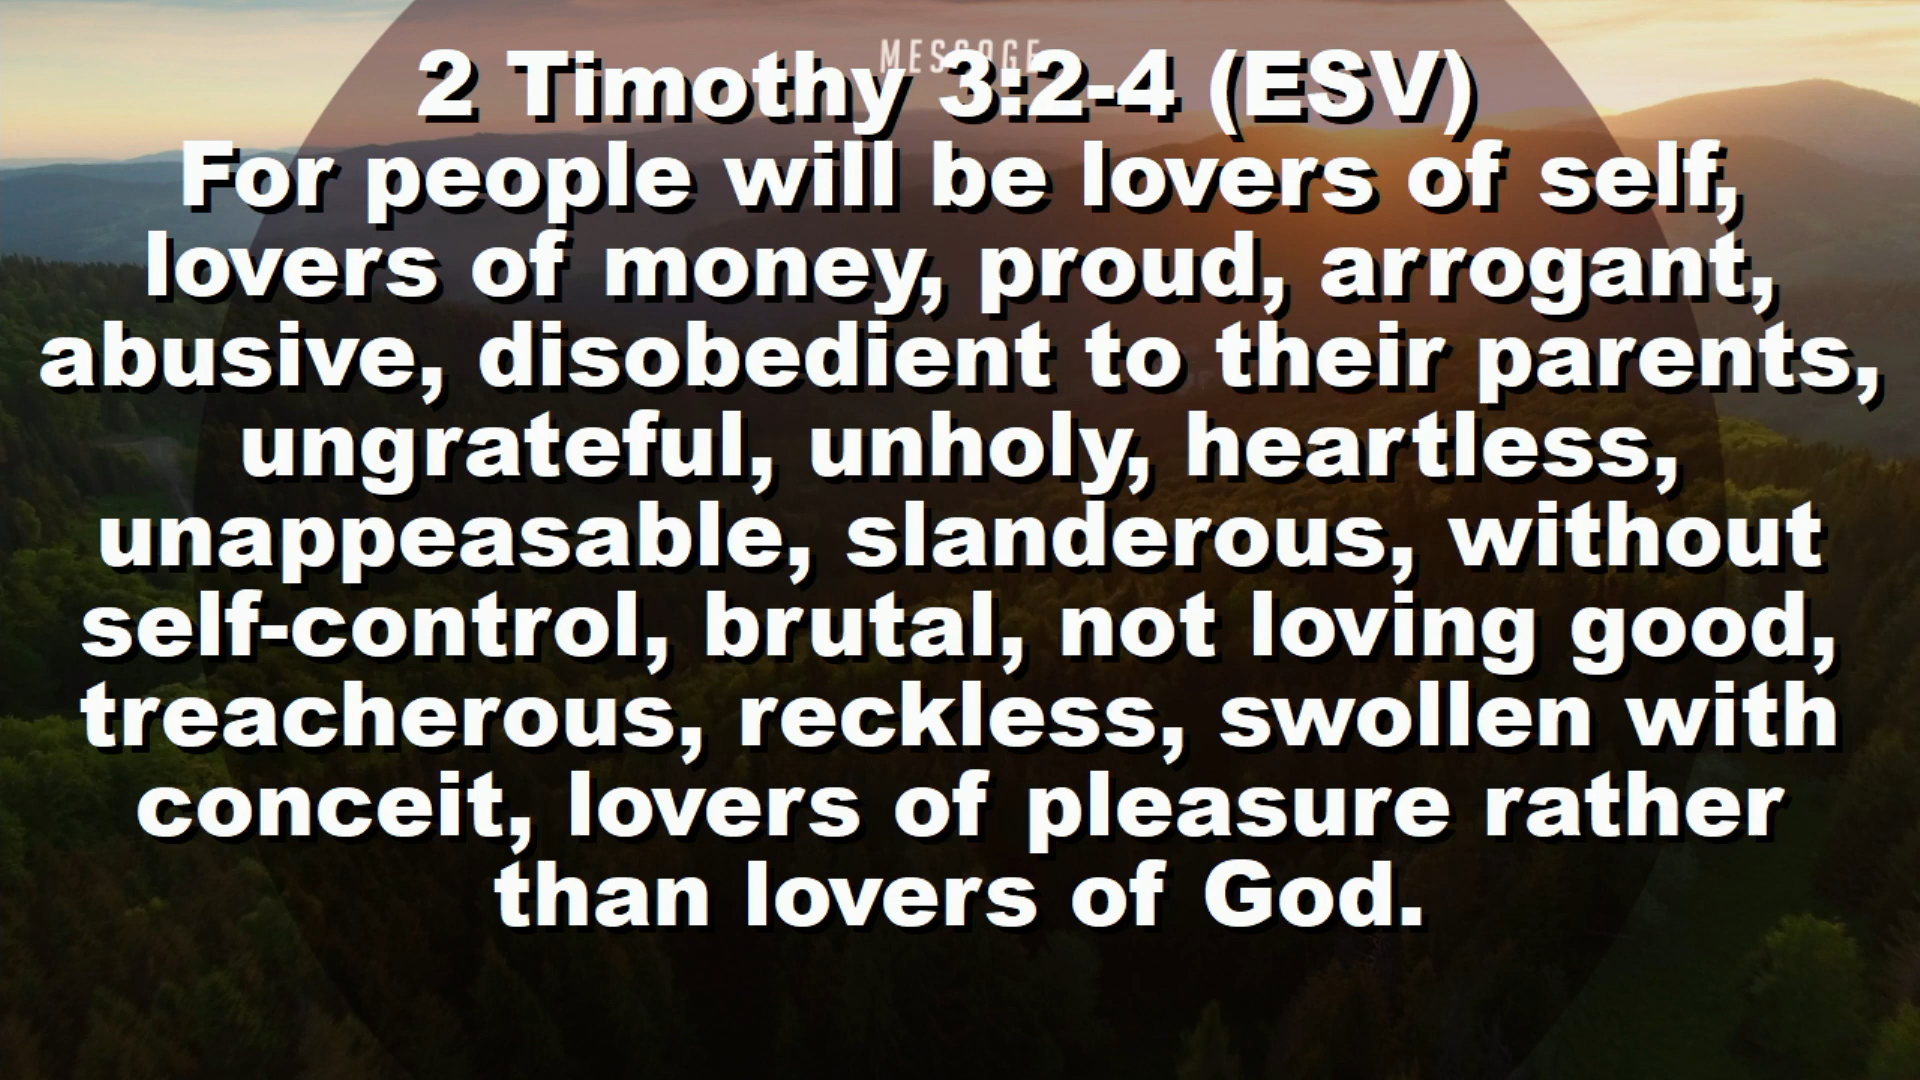 MESSAGE
2 Timothy 3:2-4 (ESV)
For people will be lovers of self,
lovers of money, proud, arrogant,
abusive, disobedient to their parents,
ungrateful, unholy, heartless,
unappeasable, slanderous, without
self-control, brutal, not loving good,
treacherous, reckless, swollen with
conceit, lovers of pleasure rather
than lovers of God.